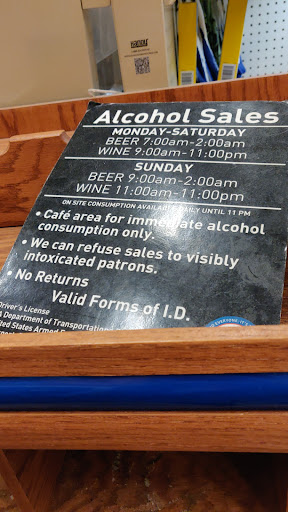 Alcohol Sales
MONDAY-SATURDAY
BEER 7:00am-2:00am
WINE 9:00am-11:00pm
SUNDAY
BEER 9:00am-2:00am
WINE 11:00am-11:00pm
ON SITE CONSUMPTION AVAILABLE DAILY UNTIL 11 PM
• Café area for immediate alcohol
consumption only.
• We can refuse sales to visibly
intoxicated patrons.
• No Returns
Valid Forms of I.D.
Driver's License
Department of Transportation
States Armed